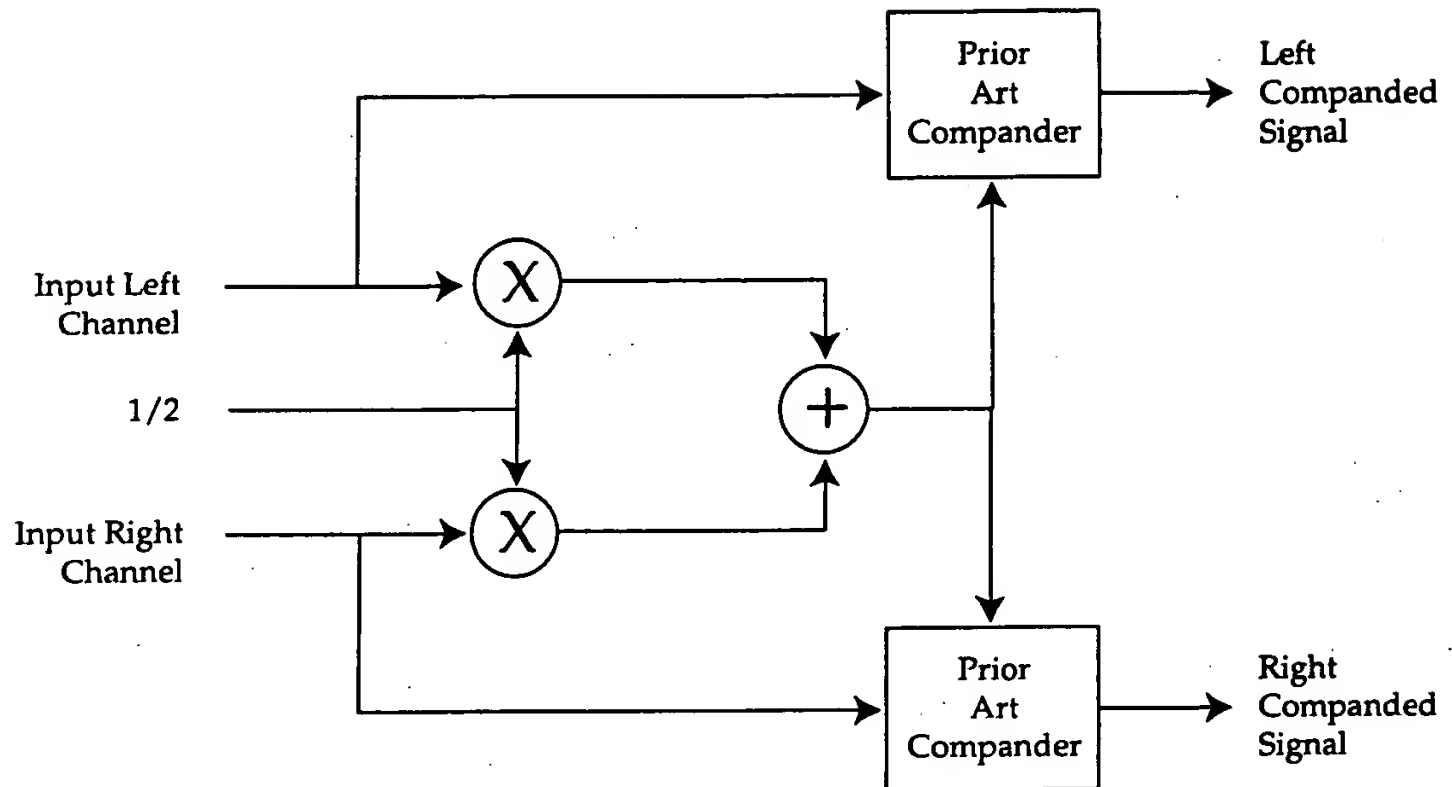 Prior
Art
Compander
Left
Companded
Signal
Input Left
Channel
X
1/2
+
Input Right
Channel
X
Prior
Art
Compander
Right
Companded
Signal